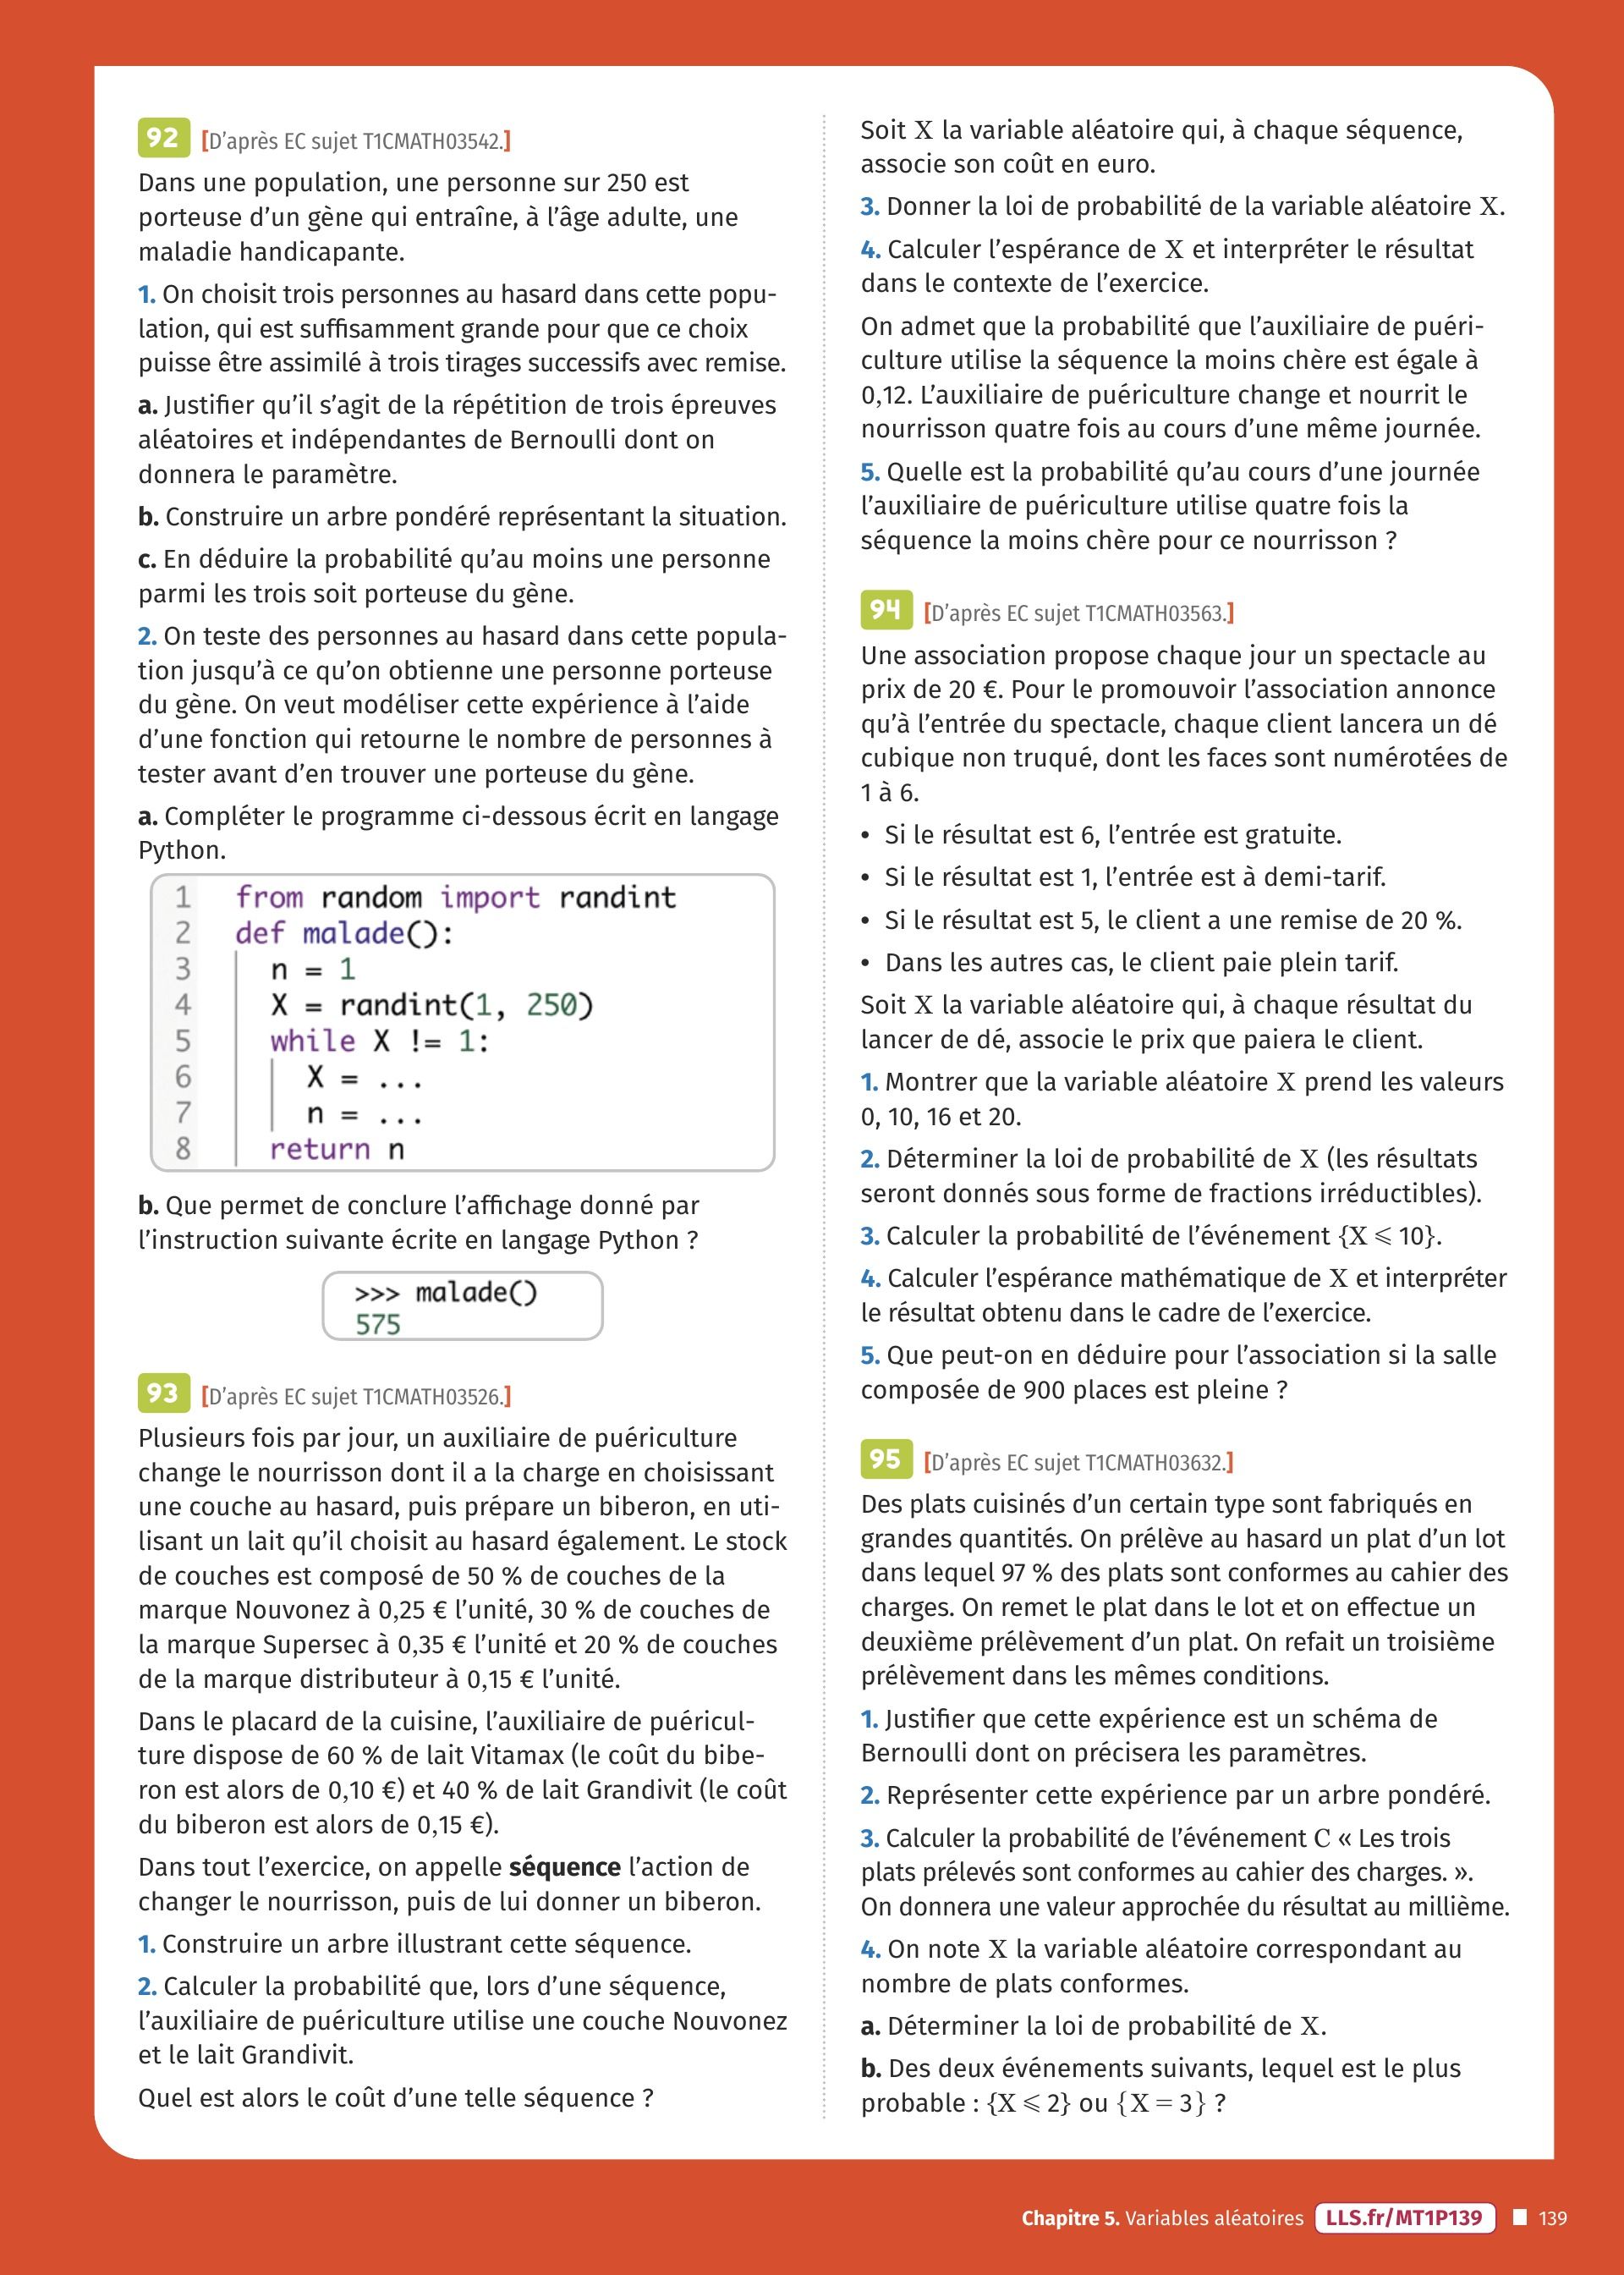 92 [D’après EC sujet T1CMATH03542.]
Dans une population, une personne sur 250 est
porteuse d’un gène qui entraîne, à l’âge adulte, une
maladie handicapante.
1. On choisit trois personnes au hasard dans cette popu-
lation, qui est suffisamment grande pour que ce choix
puisse être assimilé à trois tirages successifs avec remise.
a. Justifier qu’il s’agit de la répétition de trois épreuves
aléatoires et indépendantes de Bernoulli dont on
donnera le paramètre.
b. Construire un arbre pondéré représentant la situation.
c. En déduire la probabilité qu’au moins une personne
parmi les trois soit porteuse du gène.
2. On teste des personnes au hasard dans cette popula-
tion jusqu’à ce qu’on obtienne une personne porteuse
du gène. On veut modéliser cette expérience à l’aide
d’une fonction qui retourne le nombre de personnes à
tester avant d’en trouver une porteuse du gène.
a. Compléter le programme ci-dessous écrit en langage
Python.
1 from random import randint
2 def malade():
3 n = 1
4 X = randint(1, 250)
5 while X != 1:
6 X = ...
7 n = ...
8 return n
b. Que permet de conclure l’affichage donné par
l’instruction suivante écrite en langage Python ?
>>> malade()
575
93 [D’après EC sujet T1CMATH03526.]
Plusieurs fois par jour, un auxiliaire de puériculture
change le nourrisson dont il a la charge en choisissant
une couche au hasard, puis prépare un biberon, en uti-
lisant un lait qu’il choisit au hasard également. Le stock
de couches est composé de 50 % de couches de la
marque Nouvonez à 0,25 € l’unité, 30 % de couches de
la marque Supersec à 0,35 € l’unité et 20 % de couches
de la marque distributeur à 0,15 € l’unité.
Dans le placard de la cuisine, l’auxiliaire de puéricul-
ture dispose de 60 % de lait Vitamax (le coût du bibe-
ron est alors de 0,10 €) et 40 % de lait Grandivit (le coût
du biberon est alors de 0,15 €).
Dans tout l’exercice, on appelle séquence l’action de
changer le nourrisson, puis de lui donner un biberon.
1. Construire un arbre illustrant cette séquence.
2. Calculer la probabilité que, lors d’une séquence,
l’auxiliaire de puériculture utilise une couche Nouvonez
et le lait Grandivit.
Quel est alors le coût d’une telle séquence ?
Soit X la variable aléatoire qui, à chaque séquence,
associe son coût en euro.
3. Donner la loi de probabilité de la variable aléatoire X.
4. Calculer l’espérance de X et interpréter le résultat
dans le contexte de l’exercice.
On admet que la probabilité que l’auxiliaire de puéri-
culture utilise la séquence la moins chère est égale à
0,12. L’auxiliaire de puériculture change et nourrit le
nourrisson quatre fois au cours d’une même journée.
5. Quelle est la probabilité qu’au cours d’une journée
l’auxiliaire de puériculture utilise quatre fois la
séquence la moins chère pour ce nourrisson ?
94 [D’après EC sujet T1CMATH03563.]
Une association propose chaque jour un spectacle au
prix de 20 €. Pour le promouvoir l’association annonce
qu’à l’entrée du spectacle, chaque client lancera un dé
cubique non truqué, dont les faces sont numérotées de
1 à 6.
• Si le résultat est 6, l’entrée est gratuite.
• Si le résultat est 1, l’entrée est à demi-tarif.
• Si le résultat est 5, le client a une remise de 20 %.
• Dans les autres cas, le client paie plein tarif.
Soit X la variable aléatoire qui, à chaque résultat du
lancer de dé, associe le prix que paiera le client.
1. Montrer que la variable aléatoire X prend les valeurs
0, 10, 16 et 20.
2. Déterminer la loi de probabilité de X (les résultats
seront donnés sous forme de fractions irréductibles).
3. Calculer la probabilité de l’événement {X ⩽ 10}.
4. Calculer l’espérance mathématique de X et interpréter
le résultat obtenu dans le cadre de l’exercice.
5. Que peut-on en déduire pour l’association si la salle
composée de 900 places est pleine ?
95 [D’après EC sujet T1CMATH03632.]
Des plats cuisinés d’un certain type sont fabriqués en
grandes quantités. On prélève au hasard un plat d’un lot
dans lequel 97 % des plats sont conformes au cahier des
charges. On remet le plat dans le lot et on effectue un
deuxième prélèvement d’un plat. On refait un troisième
prélèvement dans les mêmes conditions.
1. Justifier que cette expérience est un schéma de
Bernoulli dont on précisera les paramètres.
2. Représenter cette expérience par un arbre pondéré.
3. Calculer la probabilité de l’événement C « Les trois
plats prélevés sont conformes au cahier des charges. ».
On donnera une valeur approchée du résultat au millième.
4. On note X la variable aléatoire correspondant au
nombre de plats conformes.
a. Déterminer la loi de probabilité de X.
b. Des deux événements suivants, lequel est le plus
probable : {X ⩽ 2} ou {X = 3} ?
Chapitre 5. Variables aléatoires LLS.fr/MT1P139 139